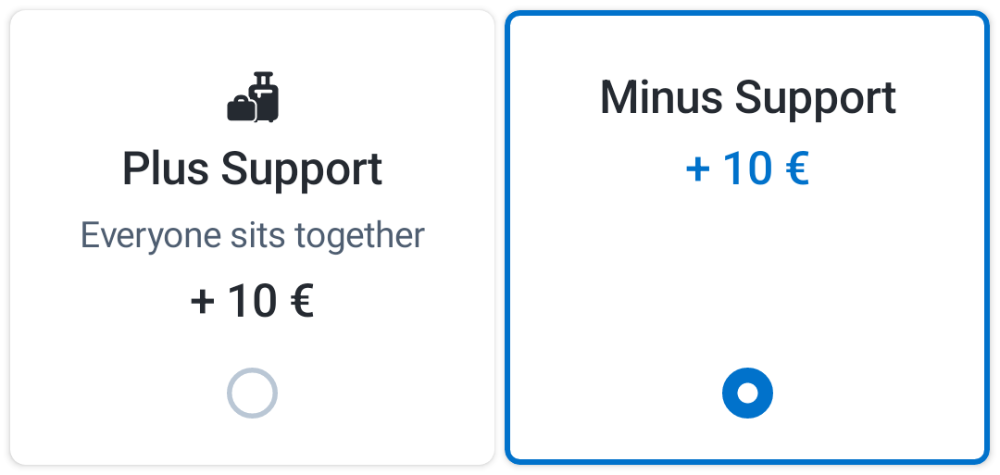 Plus Support
Everyone sits together
+ 10 €
Minus Support
+ 10 €